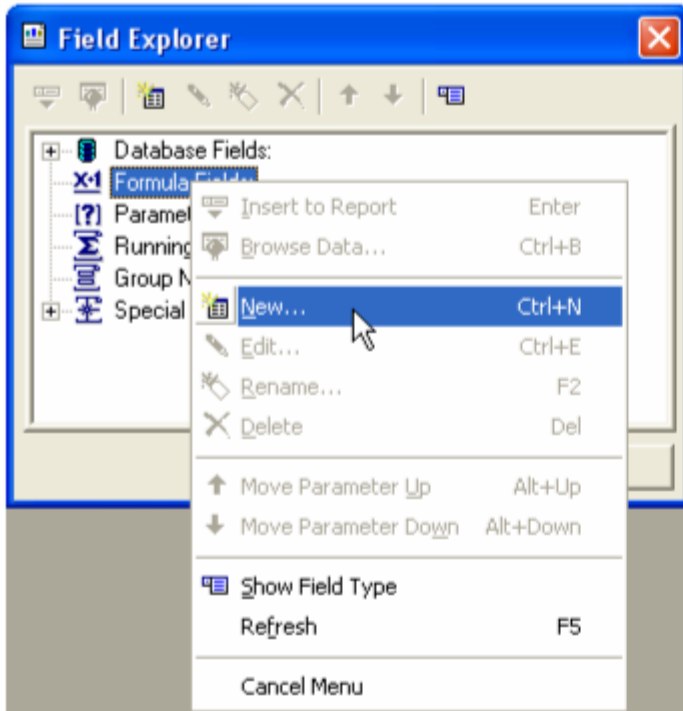 Field Explorer
Database Fields:
Formula Fields:
Paramet
Running
Group N
Special
Insert to Report Enter
Browse Data... Ctrl+B
New... Ctrl+N
Edit... Ctrl+E
Rename... F2
Delete Del
Move Parameter Up Alt+Up
Move Parameter Down Alt+Down
Show Field Type
Refresh F5
Cancel Menu